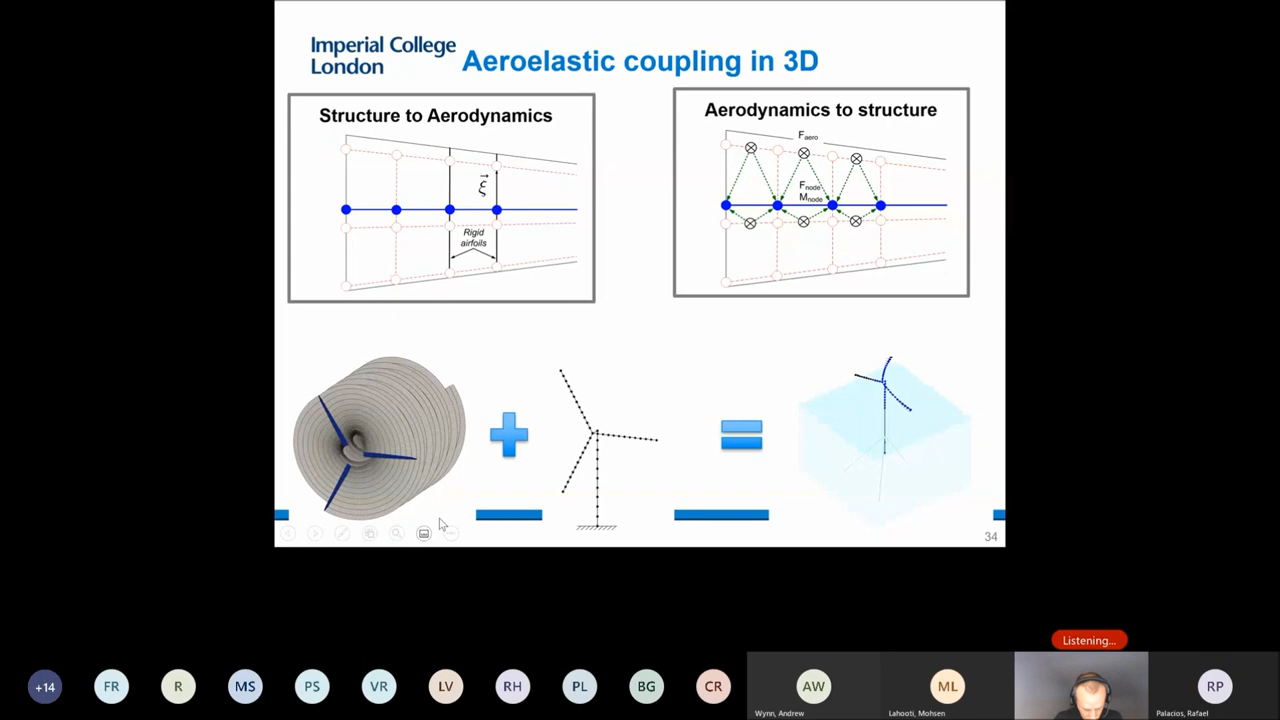 Imperial College
London
Aeroelastic coupling in 3D
Structure to Aerodynamics
ξ
Rigid
airfoils
Aerodynamics to structure
Faero
Fnode
Mnode
34
Listening...
+14
FR
R
MS
PS
VR
LV
RH
PL
BG
CR
AW
Wynn, Andrew
ML
Lahooti, Mohsen
RP
Palacios, Rafael